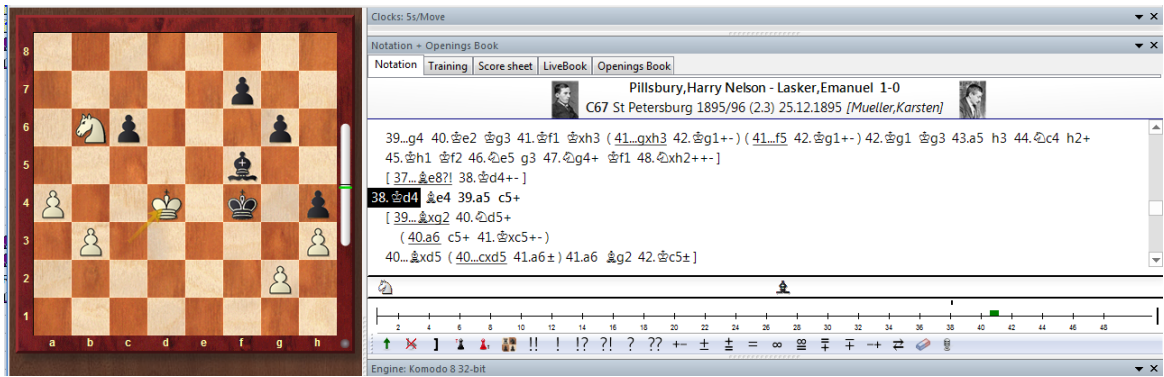 Clocks: 5s/Move
Notation + Openings Book
Notation Training Score sheet LiveBook Openings Book
Pillsbury,Harry Nelson - Lasker,Emanuel 1-0
C67 St Petersburg 1895/96 (2.3) 25.12.1895 [Mueller,Karsten]
39...g4 40.♔e2 ♔g3 41.♔f1 ♔xh3 ( 41...gxh3 42.♔g1+- ) ( 41...f5 42.♔g1+- ) 42.♔g1 ♔g3 43.a5 h3 44.♘c4 h2+
45.♔h1 ♔f2 46.♘e5 g3 47.♘g4+ ♔f1 48.♘xh2++- ]
[ 37...♗e8?! 38.♔d4+- ]
38.♔d4 ♗e4 39.a5 c5+
[ 39...♗xg2 40.♘d5+
( 40.a6 c5+ 41.♔xc5+- )
40...♗xd5 ( 40...cxd5 41.a6± ) 41.a6 ♗g2 42.♔c5± ]
8
7
6
5
4
3
2
1
a b c d e f g h
2 4 6 8 10 12 14 16 18 20 22 24 26 28 30 32 34 36 38 40 42 44 46 48
] !! ! !? ?! ? ?? +- ± ⩲ = ∞ ≌ ∓ ⩱ -+ ⇄
Engine: Komodo 8 32-bit